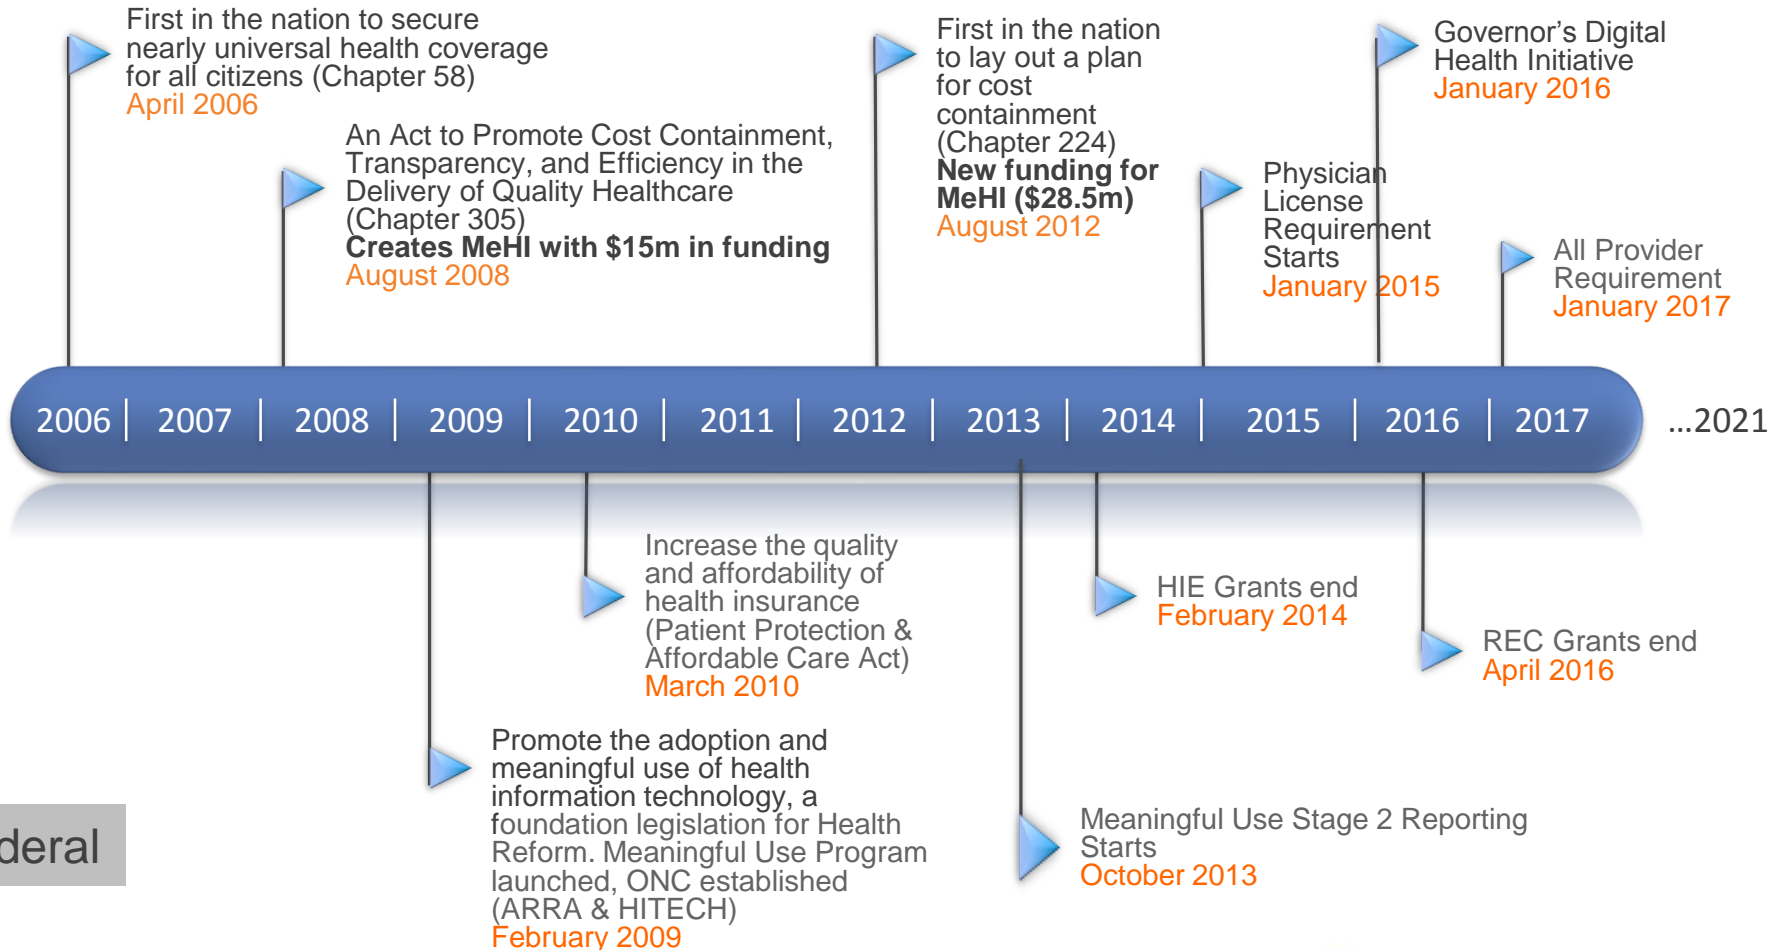 First in the nation to secure
nearly universal health coverage
for all citizens (Chapter 58)
April 2006
An Act to Promote Cost Containment,
Transparency, and Efficiency in the
Delivery of Quality Healthcare
(Chapter 305)
Creates MeHI with $15m in funding
August 2008
First in the nation
to lay out a plan
for cost
containment
(Chapter 224)
New funding for
MeHI ($28.5m)
August 2012
Physician
License
Requirement
Starts
January 2015
Governor’s Digital
Health Initiative
January 2016
All Provider
Requirement
January 2017
2006 2007 2008 2009 2010 2011 2012 2013 2014 2015 2016 2017 ...2021
Increase the quality
and affordability of
health insurance
(Patient Protection &
Affordable Care Act)
March 2010
Promote the adoption and
meaningful use of health
information technology, a
foundation legislation for Health
Reform. Meaningful Use Program
launched, ONC established
(ARRA & HITECH)
February 2009
HIE Grants end
February 2014
REC Grants end
April 2016
Meaningful Use Stage 2 Reporting
Starts
October 2013
deral